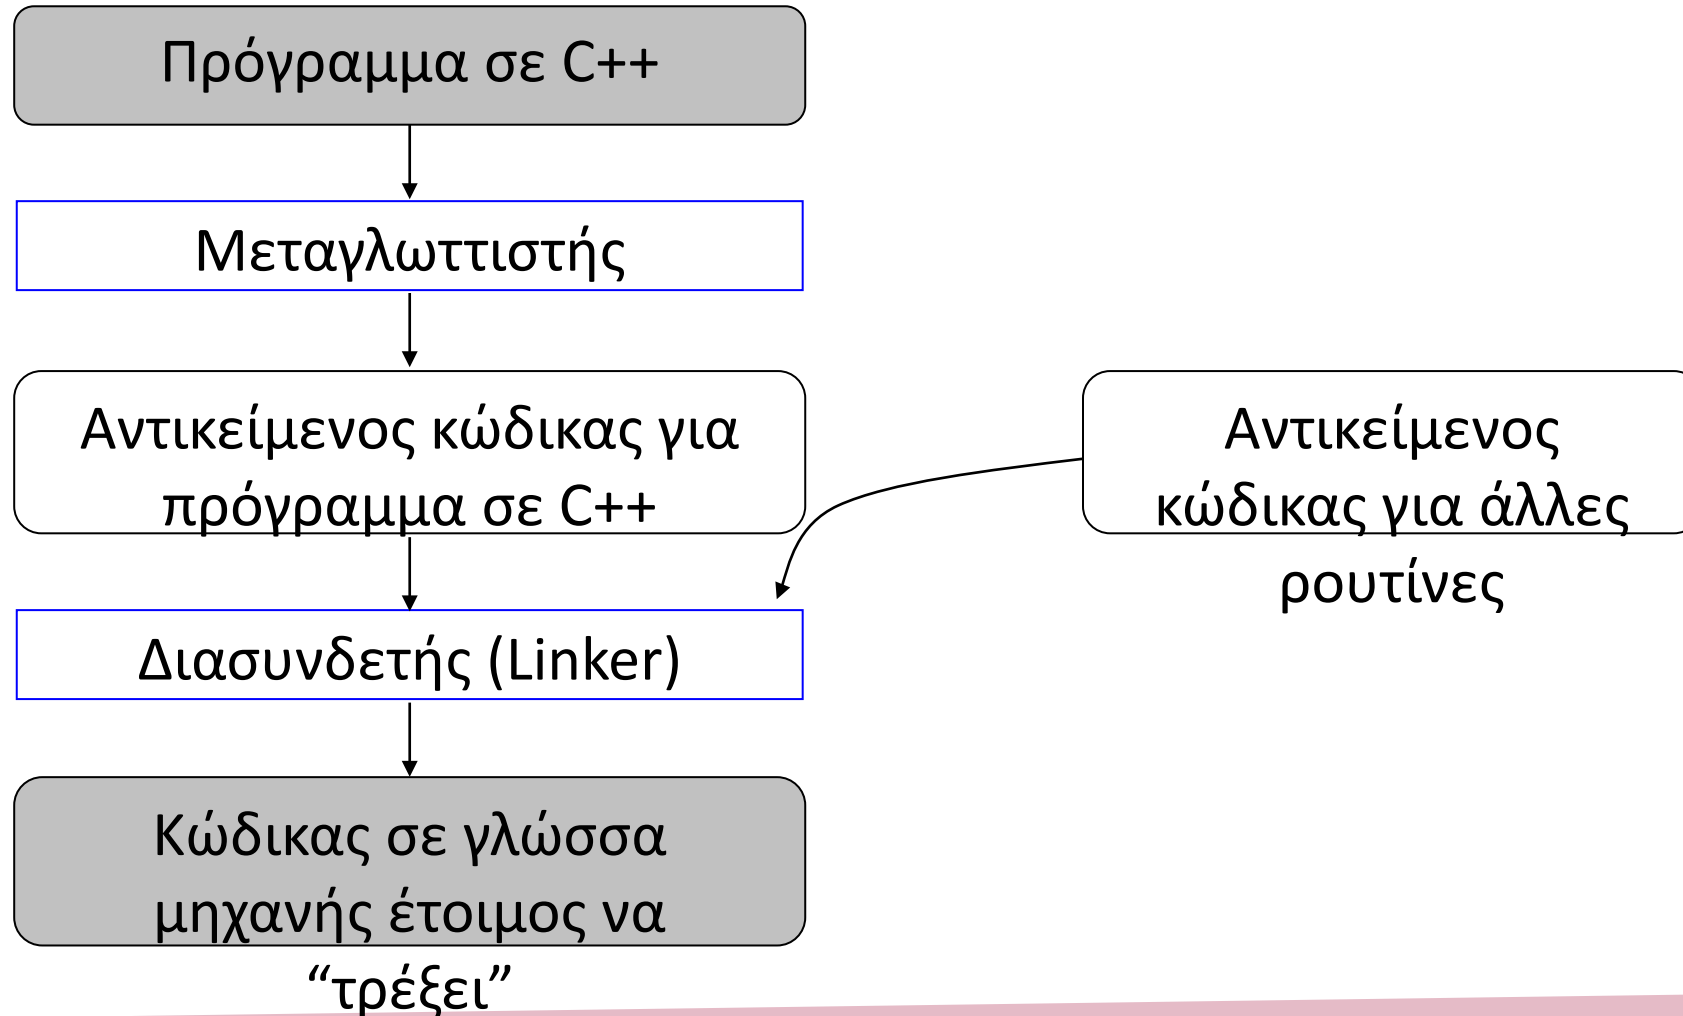 Πρόγραμμα σε C++
Μεταγλωττιστής
Αντικείμενος κώδικας για
πρόγραμμα σε C++
Αντικείμενος
κώδικας για άλλες
ρουτίνες
Διασυνδετής (Linker)
Κώδικας σε γλώσσα
μηχανής έτοιμος να
“τρέξει”